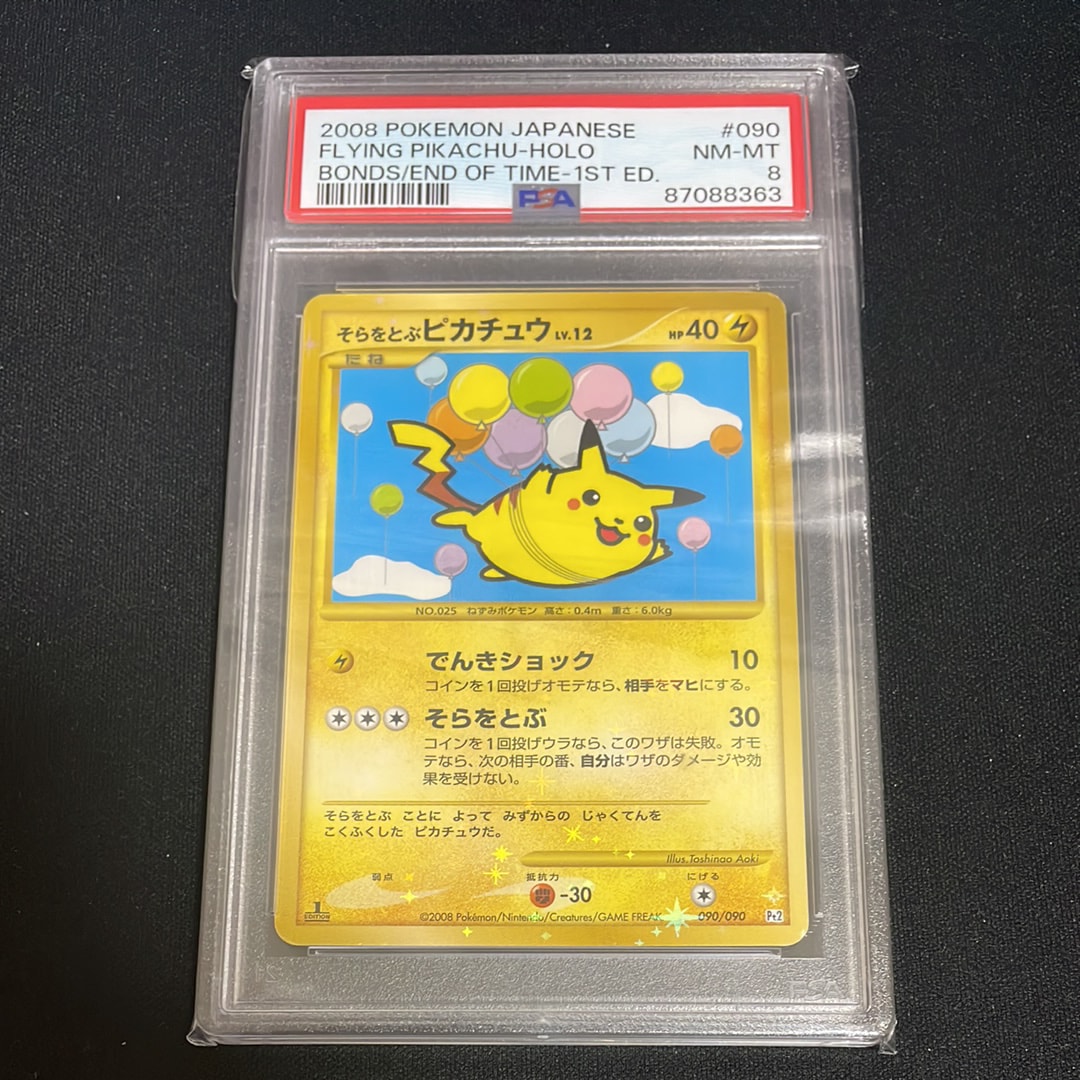 2008 POKEMON JAPANESE #090
FLYING PIKACHU-HOLO NM-MT
BONDS/END OF TIME-1ST ED. 8
PSA 87088363
そらをとぶピカチュウ LV.12 HP 40
たね
NO.025 ねずみポケモン 高さ:0.4m 重さ:6.0kg
でんきショック 10
コインを1回投げオモテなら、相手をマヒにする。
そらをとぶ 30
コインを1回投げウラなら、このワザは失敗。オモ
テなら、次の相手の番、自分はワザのダメージや効
果を受けない。
そらをとぶ ことに よって みずからの じゃくてんを
こくふくした ピカチュウだ。
Illus.Toshinao Aoki
弱点 抵抗力 にげる
-30
1 EDITION ©2008 Pokémon/Nintendo/Creatures/GAME FREAK 090/090 Pt2